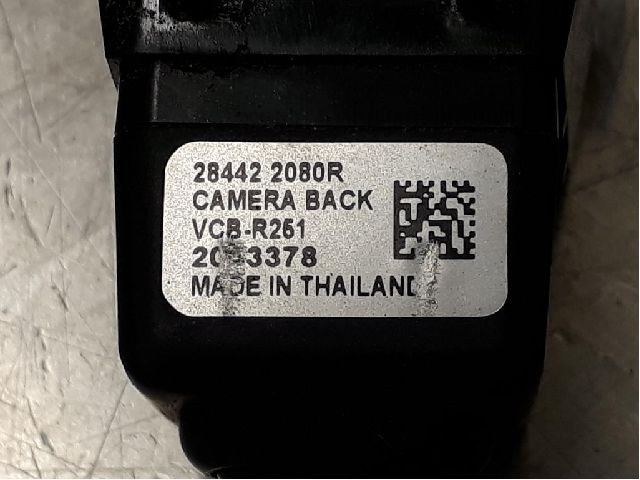 28442 2080R
CAMERA BACK
VCB-R251
MADE IN THAILAND